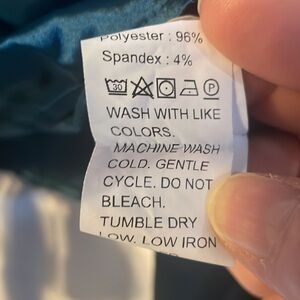 Polyester : 96%
Spandex : 4%
30 P
WASH WITH LIKE
COLORS.
MACHINE WASH
COLD. GENTLE
CYCLE. DO NOT
BLEACH.
TUMBLE DRY
LOW. LOW IRON